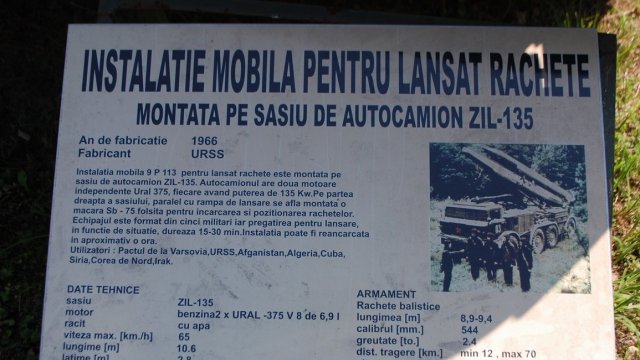 INSTALATIE MOBILA PENTRU LANSAT RACHETE
MONTATA PE SASIU DE AUTOCAMION ZIL-135
An de fabricatie 1966
Fabricant URSS
Instalatia mobila 9 P 113 pentru lansat rachete este montata pe
sasiu de autocamion ZIL-135. Autocamionul are doua motoare
independente Ural 375, fiecare avand puterea de 135 Kw.Pe partea
dreapta a sasiului, paralel cu rampa de lansare se afla montata o
macara Sb - 75 folsita pentru incarcarea si pozitionarea rachetelor.
Echipajul este format din cinci militari iar pregatirea pentru lansare,
in functie de situatie, dureaza 15-30 min.Instalatia poate fi reancarcata
in aproximativ o ora.
Utilizatori : Pactul de la Varsovia,URSS,Afganistan,Algeria,Cuba,
Siria,Corea de Nord,Irak.
DATE TEHNICE
sasiu ZIL-135
motor benzina2 x URAL -375 V 8 de 6,9 l
racit cu apa
viteza max. [km./h] 65
lungime [m] 10.6
latime [m] 2.8
ARMAMENT
Rachete balistice
lungimea [m] 8,9-9,4
calibrul [mm.] 544
greutate [to.] 2.4
dist. tragere [km.] min 12 , max 70